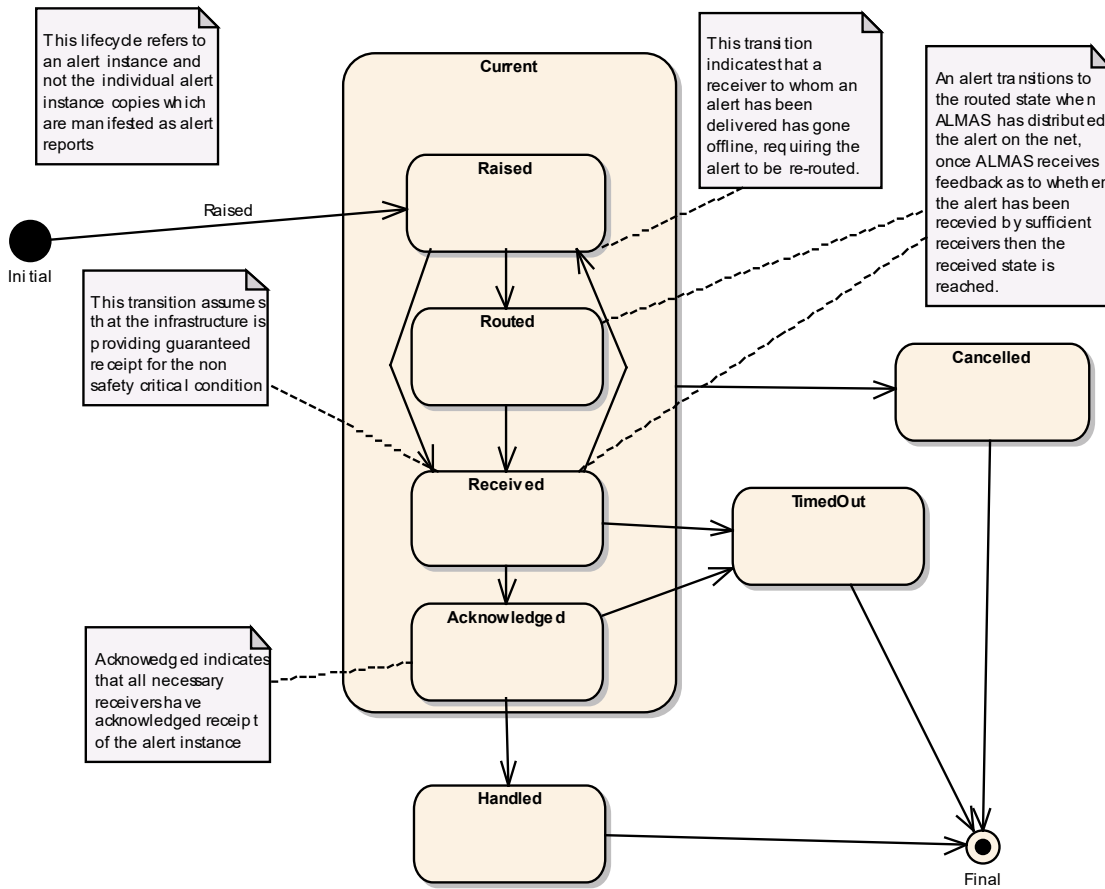 This lifecycle refers to
an alert instance and
not the individual alert
instance copies which
are manifested as alert
reports
Current
This transition
indicates that a
receiver to whom an
alert has been
delivered has gone
offline, requiring the
alert to be re-routed.
An alert transitions to
the routed state when
ALMAS has distributed
the alert on the net,
once ALMAS receives
feedback as to whether
the alert has been
recevied by sufficient
receivers then the
received state is
reached.
Raised
Raised
Initial
This transition assumes
that the infrastructure is
providing guaranteed
receipt for the non
safety critical condition
Routed
Cancelled
Received
TimedOut
Acknowledged
Acknowedged indicates
that all necessary
receivers have
acknowledged receipt
of the alert instance
Handled
Final